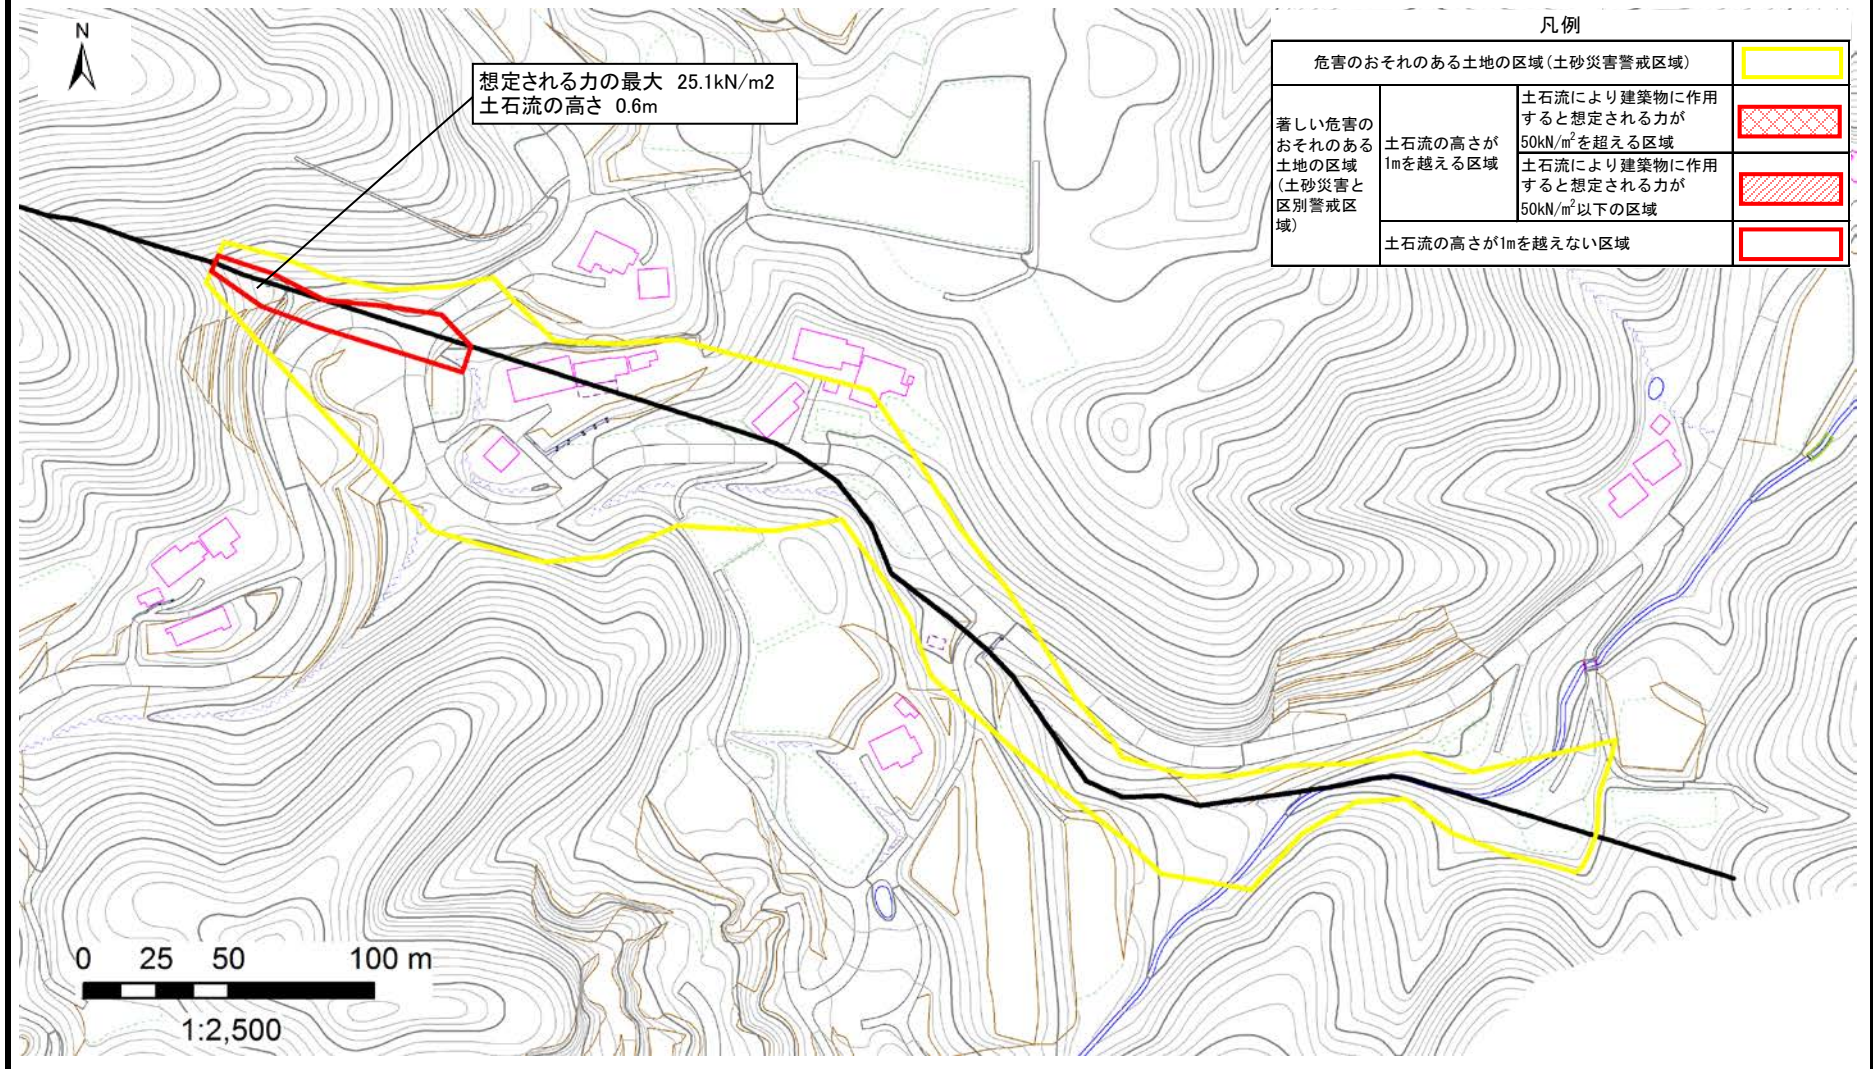 N
想定される力の最大 25.1kN/m2
土石流の高さ 0.6m
凡例
危害のおそれのある土地の区域(土砂災害警戒区域)
著しい危害の
おそれのある
土地の区域
(土砂災害と
区別警戒区
域)
土石流の高さが
1mを越える区域
土石流により建築物に作用
すると想定される力が
50kN/m²を超える区域
土石流により建築物に作用
すると想定される力が
50kN/m²以下の区域
土石流の高さが1mを越えない区域
0 25 50 100 m
1:2,500